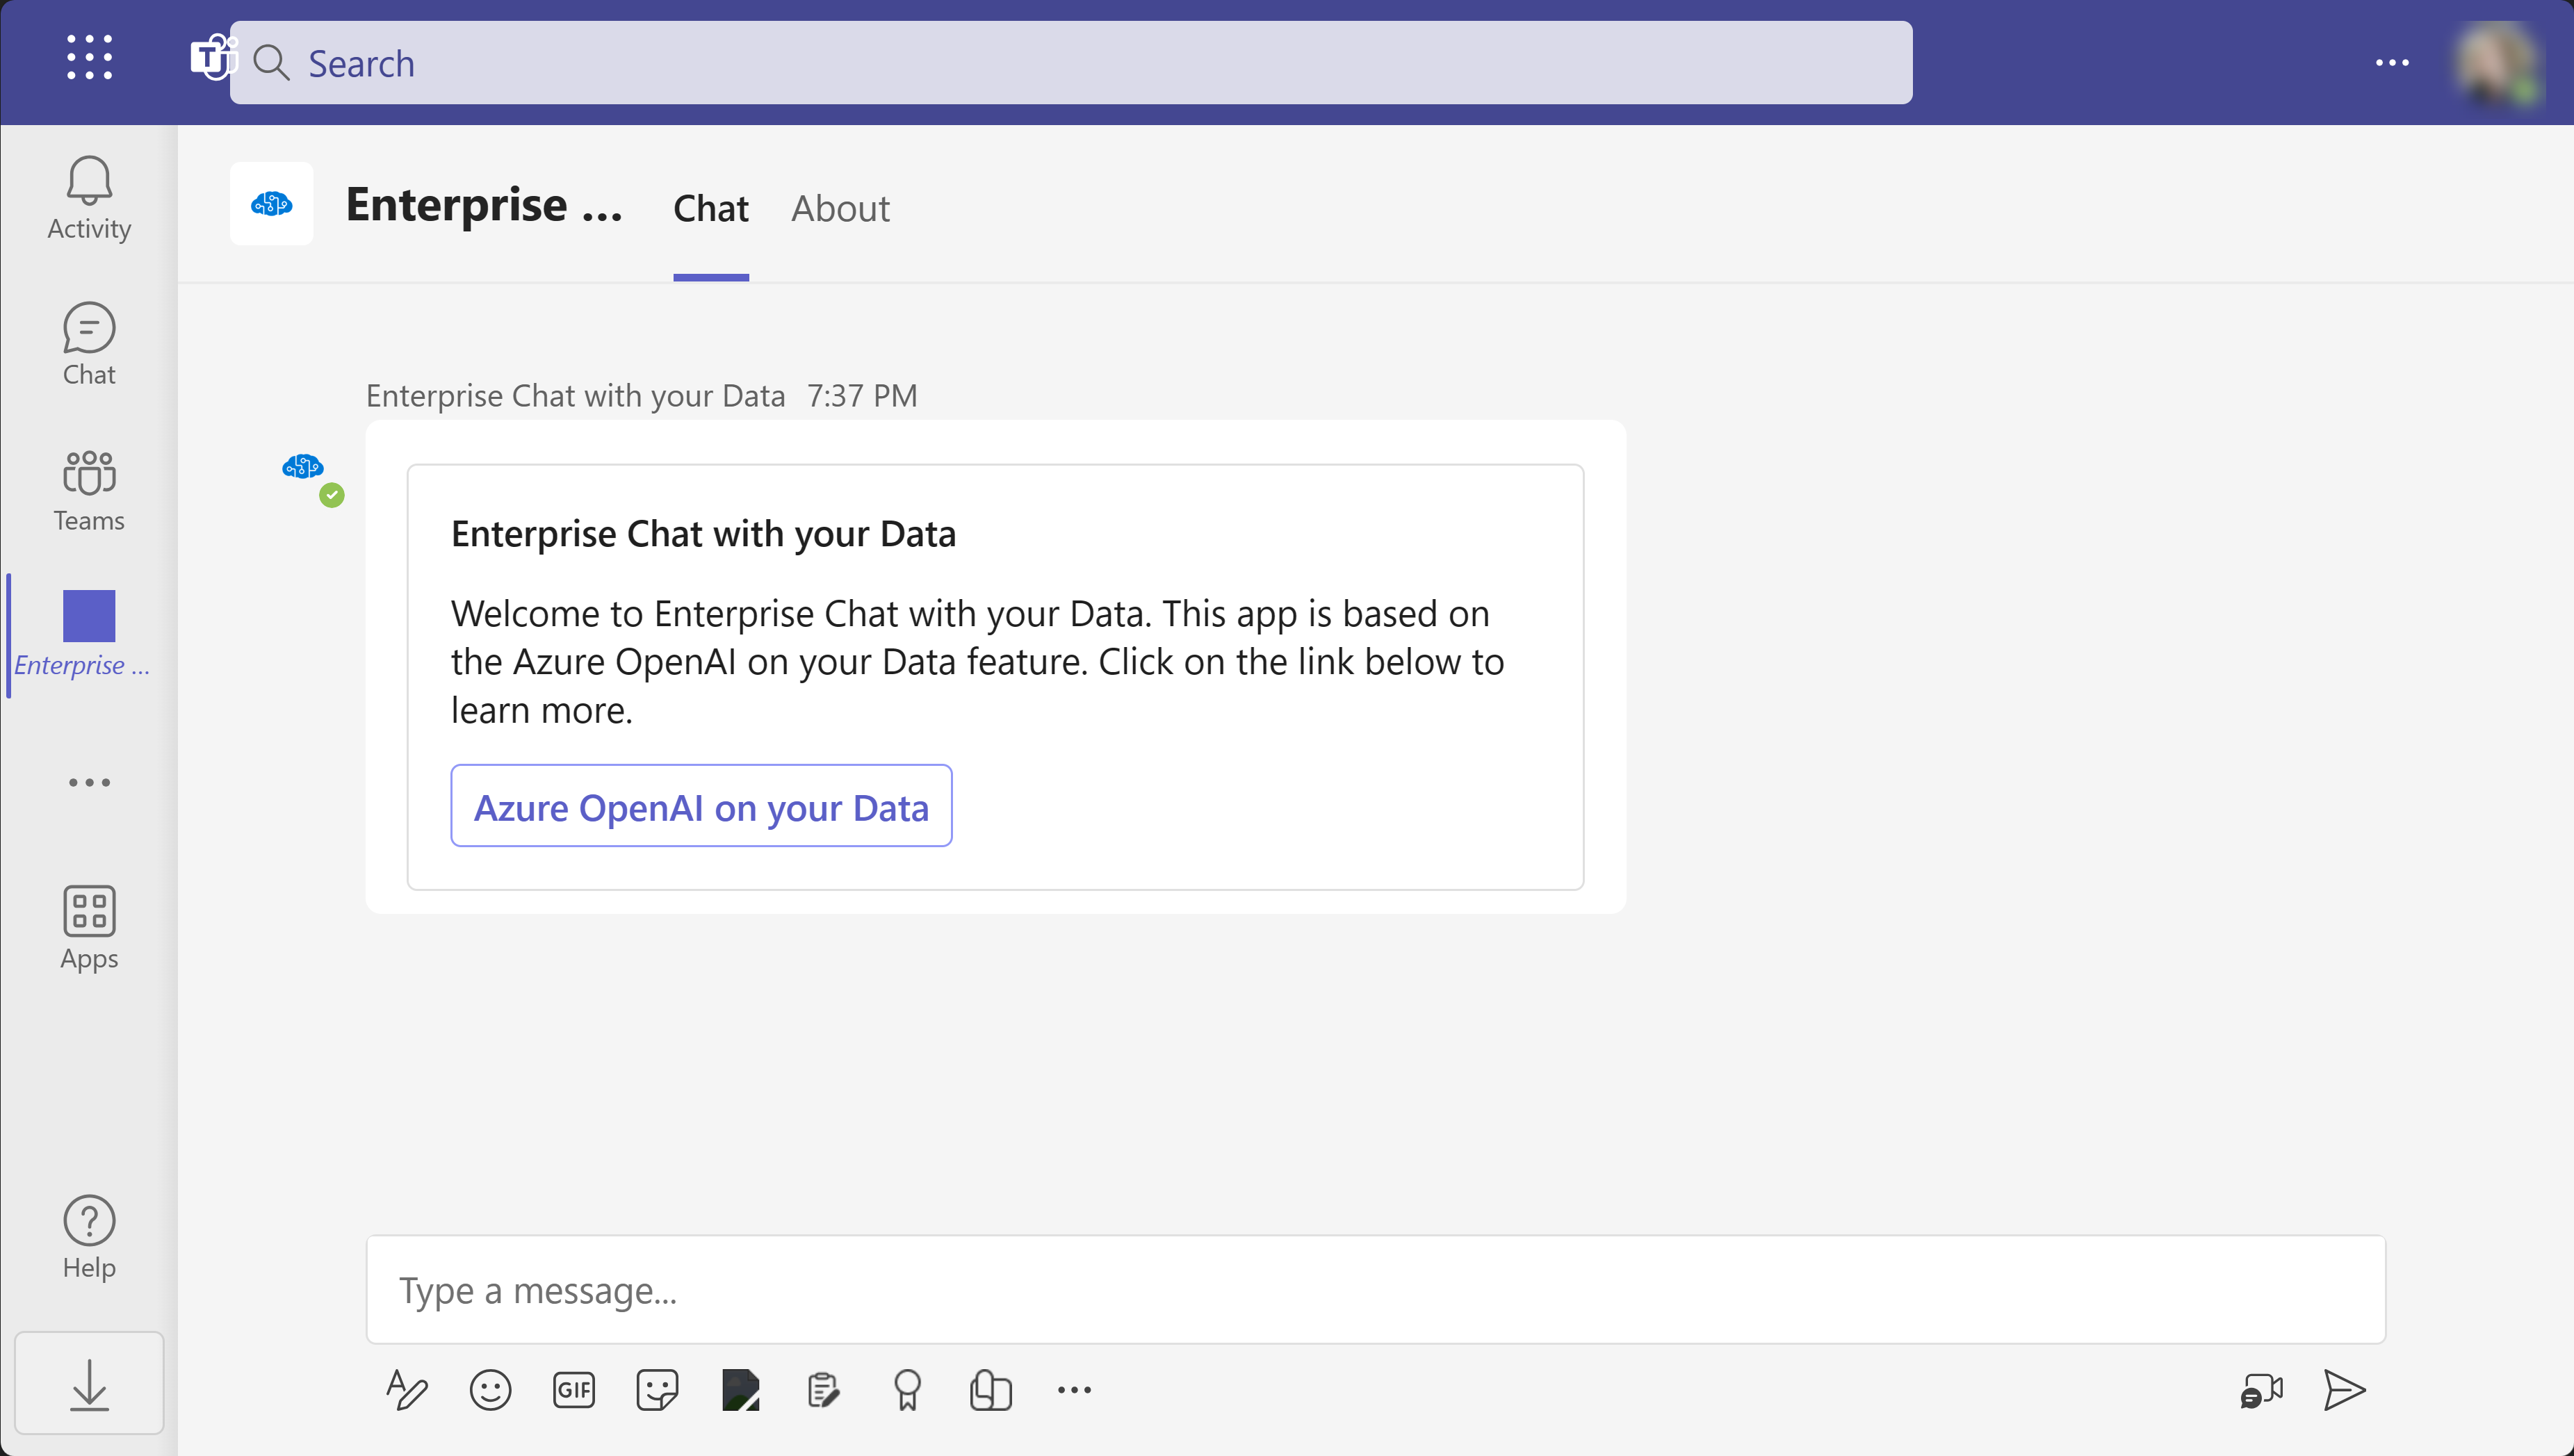 T
Search
Activity
Chat
Teams
Enterprise ...
Apps
Help
Enterprise ...
Chat
About
Enterprise Chat with your Data 7:37 PM
Enterprise Chat with your Data
Welcome to Enterprise Chat with your Data. This app is based on
the Azure OpenAI on your Data feature. Click on the link below to
learn more.
Azure OpenAI on your Data
Type a message...
GIF